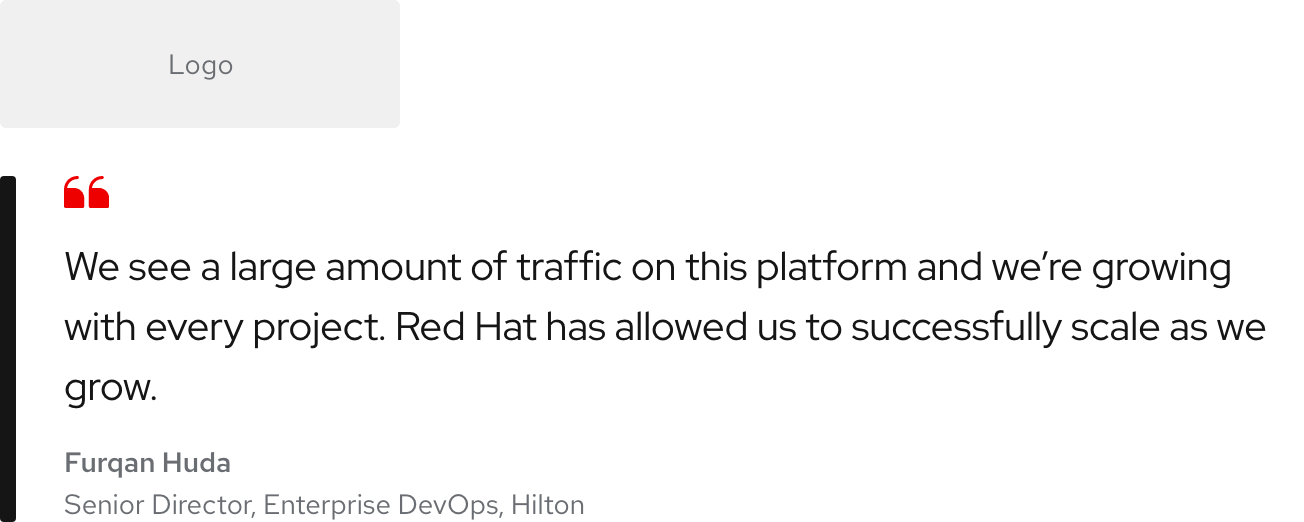 Logo
We see a large amount of traffic on this platform and we’re growing
with every project. Red Hat has allowed us to successfully scale as we
grow.
Furqan Huda
Senior Director, Enterprise DevOps, Hilton